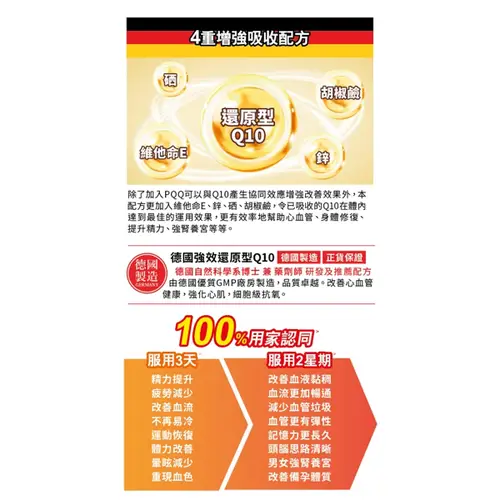 4重增強吸收配方
硒
胡椒鹼
還原型
Q10
維他命E
鋅
除了加入PQQ可以與Q10產生協同效應增強改善效果外，本
配方更加入維他命E、鋅、硒、胡椒鹼，令已吸收的Q10在體內
達到最佳的運用效果，更有效率地幫助心血管、身體修復、
提升精力、強腎養宮等等。
德國
製造
GERMANY
德國強效還原型Q10 德國製造 正貨保證
德國自然科學系博士 兼 藥劑師 研發及推薦配方
由德國優質GMP廠房製造，品質卓越。改善心血管
健康，強化心肌，細胞級抗氧。
100%用家認同
服用3天
精力提升
疲勞減少
改善血流
不再易冷
運動恢復
體力改善
暈眩減少
重現血色
服用2星期
改善血液黏稠
血流更加暢通
減少血管垃圾
血管更有彈性
記憶力更長久
頭腦思路清晰
男女強腎養宮
改善備孕體質